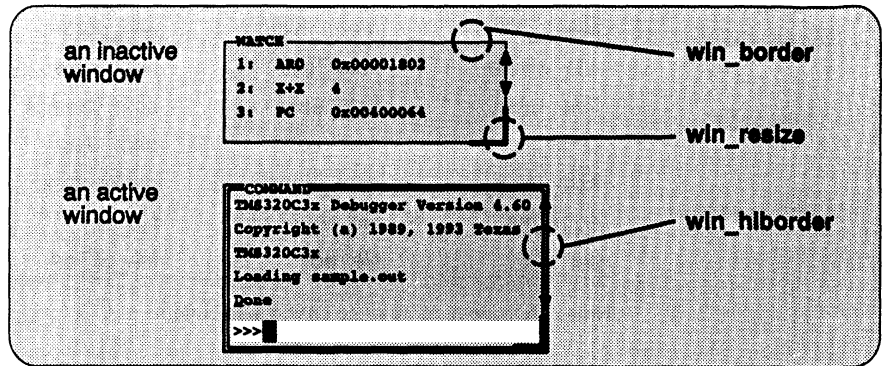 an inactive
window
WATCH
1: AR0 0x00001802
2: X+X 4
3: PC 0x00400064
win_border
win_resize
an active
window
COMMAND
TMS320C3x Debugger Version 4.60
Copyright (c) 1989, 1993 Texas
TMS320C3x
Loading sample.out
Done
>>>
win_hiborder